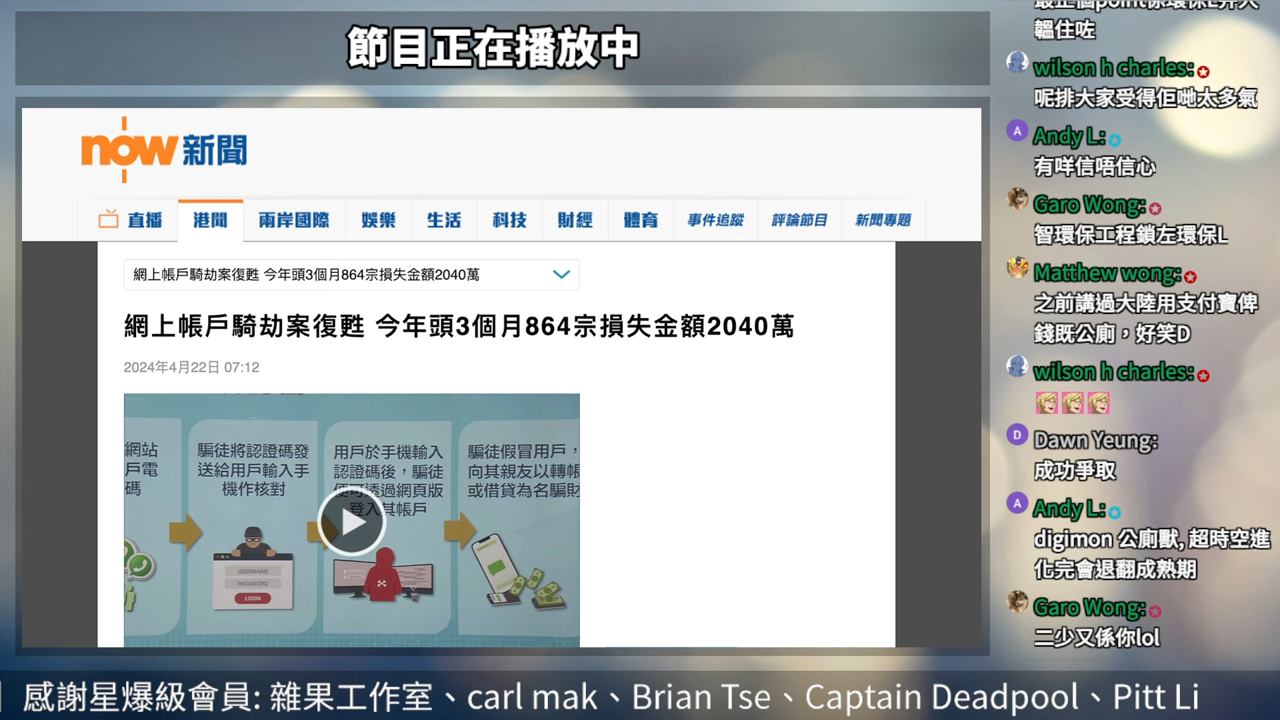 節目正在播放中
now 新聞
直播 港聞 兩岸國際 娛樂 生活 科技 財經 體育 事件追蹤 評論節目 新聞專題
網上帳戶騎劫案復甦 今年頭3個月864宗損失金額2040萬
網上帳戶騎劫案復甦 今年頭3個月864宗損失金額2040萬
2024年4月22日 07:12
網站
戶電
碼
騙徒將認證碼發
送給用戶輸入手
機作核對
USERNAME
PASSWORD
LOGIN
用戶於手機輸入
認證碼後，騙徒
便可透過網頁版
登入其帳戶
騙徒假冒用戶，
向其親友以轉帳
或借貸為名騙財
韞住咗
wilson h charles:
呢排大家受得佢哋太多氣
Andy L:
有咩信唔信心
Garo Wong:
智環保工程鎖左環保L
Matthew wong:
之前講過大陸用支付寶俾
錢既公廁，好笑D
wilson h charles:
Dawn Yeung:
成功爭取
Andy L:
digimon 公廁獸, 超時空進
化完會退翻成熟期
Garo Wong:
二少又係你lol
感謝星爆級會員: 雜果工作室、carl mak、Brian Tse、Captain Deadpool、Pitt Li